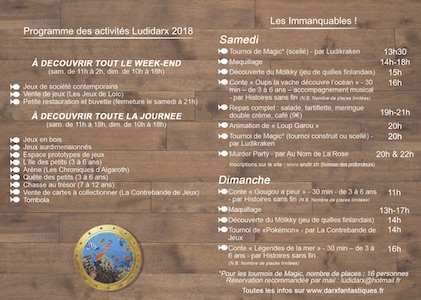 Programme des activités Ludidarx 2018
À DECOUVRIR TOUT LE WEEK-END
(sam. de 11h à 2h, dim. de 10h à 18h)
Jeux de société contemporains
Vente de jeux (Les Jeux de Loïc)
Petite restauration et buvette (fermeture le samedi à 21h)
À DECOUVRIR TOUTE LA JOURNEE
(sam. de 11h à 18h, dim. de 10h à 18h)
Jeux en bois
Jeux surdimensionnés
Espace prototypes de jeux
L'île des petits (3 à 6 ans)
Arène (Les Chroniques d'Algaroth)
Quête des petits (3 à 6 ans)
Chasse au trésor (7 à 12 ans)
Vente de cartes à collectionner (La Contrebande de Jeux)
Tombola
Les Immanquables !
Samedi
Tournoi de Magic* (scellé) - par Ludikraken 13h30
Maquillage 14h-18h
Découverte du Mölkky (jeu de quilles finlandais) 15h
Conte « Oups la vache découvre l'océan » - 30 16h
min – de 3 à 6 ans – accompagnement musical
- par Histoires sans fin (N.B. Nombre de places limitées)
Repas complet : salade, tartiflette, meringue 19h-21h
double crème, café (9€)
Animation de « Loup Garou » 20h
Tournoi de Magic* (tournoi construit ou scellé) - 20h
par Ludikraken
Murder Party - par Au Nom de La Rose 20h & 22h
Inscriptions sur le site : www.andlr.ch (Ivresse des profondeurs)
Dimanche
Conte « Gougou a peur » - 30 min - de 3 à 6 ans 11h
- par Histoires sans fin (N.B. Nombre de places limitées)
Maquillage 13h-17h
Découverte du Mölkky (jeu de quilles finlandais) 14h
Tournoi de «Pokémon» - par La Contrebande de 14h
Jeux
Conte « Légendes de la mer » - 30 min – de 3 à 16h
6 ans - par Histoires sans fin
(N.B. Nombre de places limitées)
*Pour les tournois de Magic, nombre de places : 16 personnes
Réservation recommandée par mail : ludidarx@hotmail.fr
Toutes les infos sur www.darxfantastiques.fr